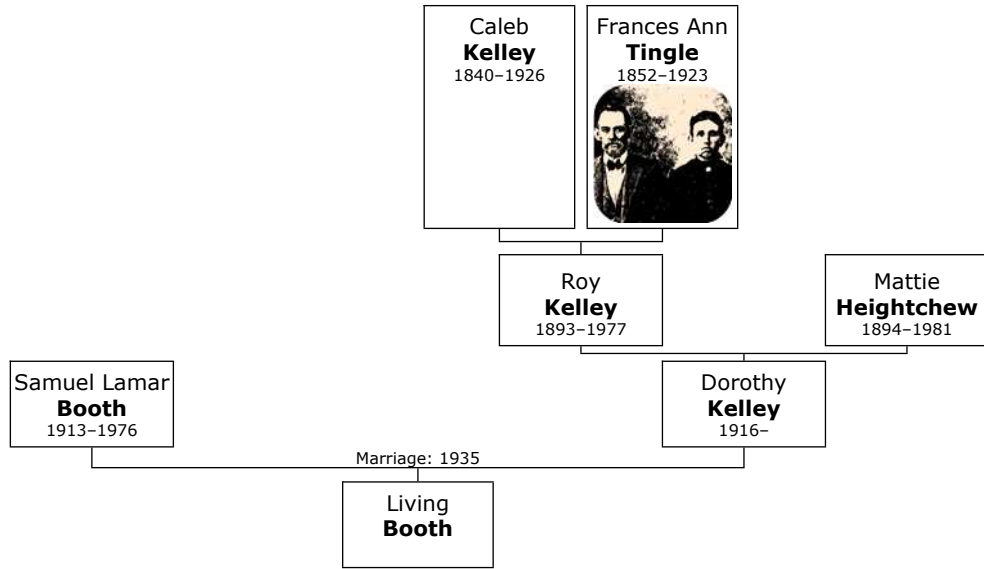 Caleb
Kelley
1840–1926
Frances Ann
Tingle
1852–1923
Roy
Kelley
1893–1977
Mattie
Heightchew
1894–1981
Samuel Lamar
Booth
1913–1976
Dorothy
Kelley
1916–
Marriage: 1935
Living
Booth